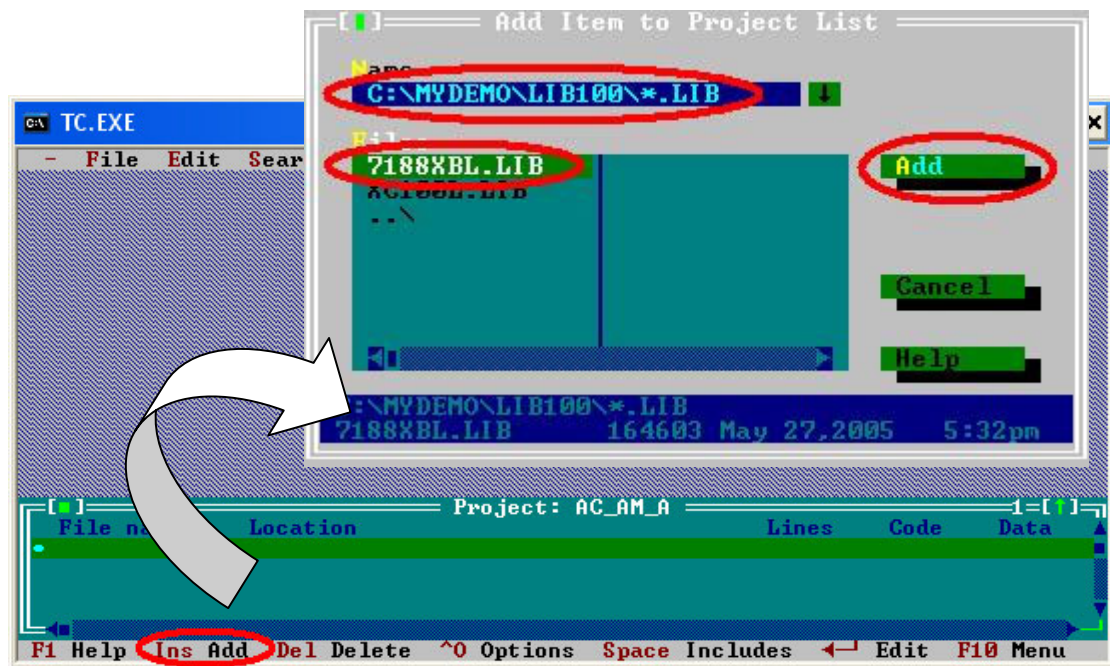 Add Item to Project List
Name
C:\MYDEMO\LIB100\*.LIB
TC.EXE
Files
- File Edit Sear
7188XBL.LIB
Add
..\
Cancel
Help
:\MYDEMO\LIB100\*.LIB
7188XBL.LIB 164603 May 27,2005 5:32pm
Project: AC_AM_A 1=[↑]
File na Location Lines Code Data
F1 Help Ins Add Del Delete ^O Options Space Includes ←┘ Edit F10 Menu